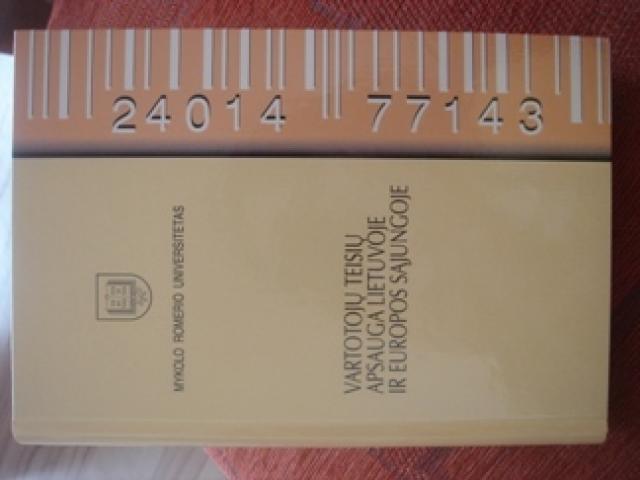 MYKOLO ROMERIO UNIVERSITETAS
VARTOTOJŲ TEISIŲ
APSAUGA LIETUVOJE
IR EUROPOS SĄJUNGOJE
24014 77143